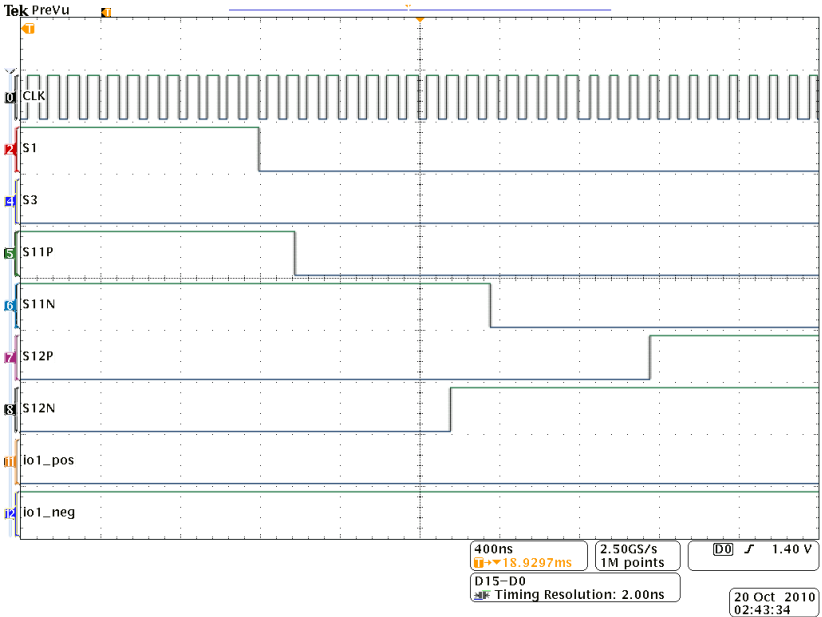 Tek PreVu
0 CLK
2 S1
4 S3
5 S11P
6 S11N
7 S12P
8 S12N
io1_pos
io1_neg
400ns
T→▼18.9297ms
2.50GS/s
1M points
D0 1.40 V
D15-D0
Timing Resolution: 2.00ns
20 Oct 2010
02:43:34